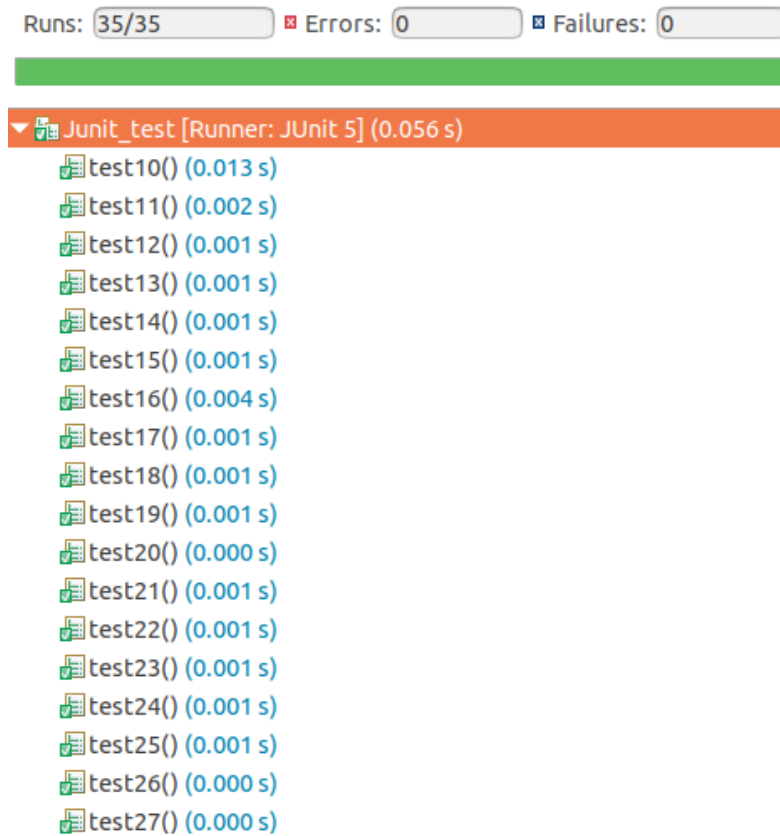 Runs: 35/35 Errors: 0 Failures: 0
Junit_test [Runner: JUnit 5] (0.056 s)
test10() (0.013 s)
test11() (0.002 s)
test12() (0.001 s)
test13() (0.001 s)
test14() (0.001 s)
test15() (0.001 s)
test16() (0.004 s)
test17() (0.001 s)
test18() (0.001 s)
test19() (0.001 s)
test20() (0.000 s)
test21() (0.001 s)
test22() (0.001 s)
test23() (0.001 s)
test24() (0.001 s)
test25() (0.001 s)
test26() (0.000 s)
test27() (0.000 s)